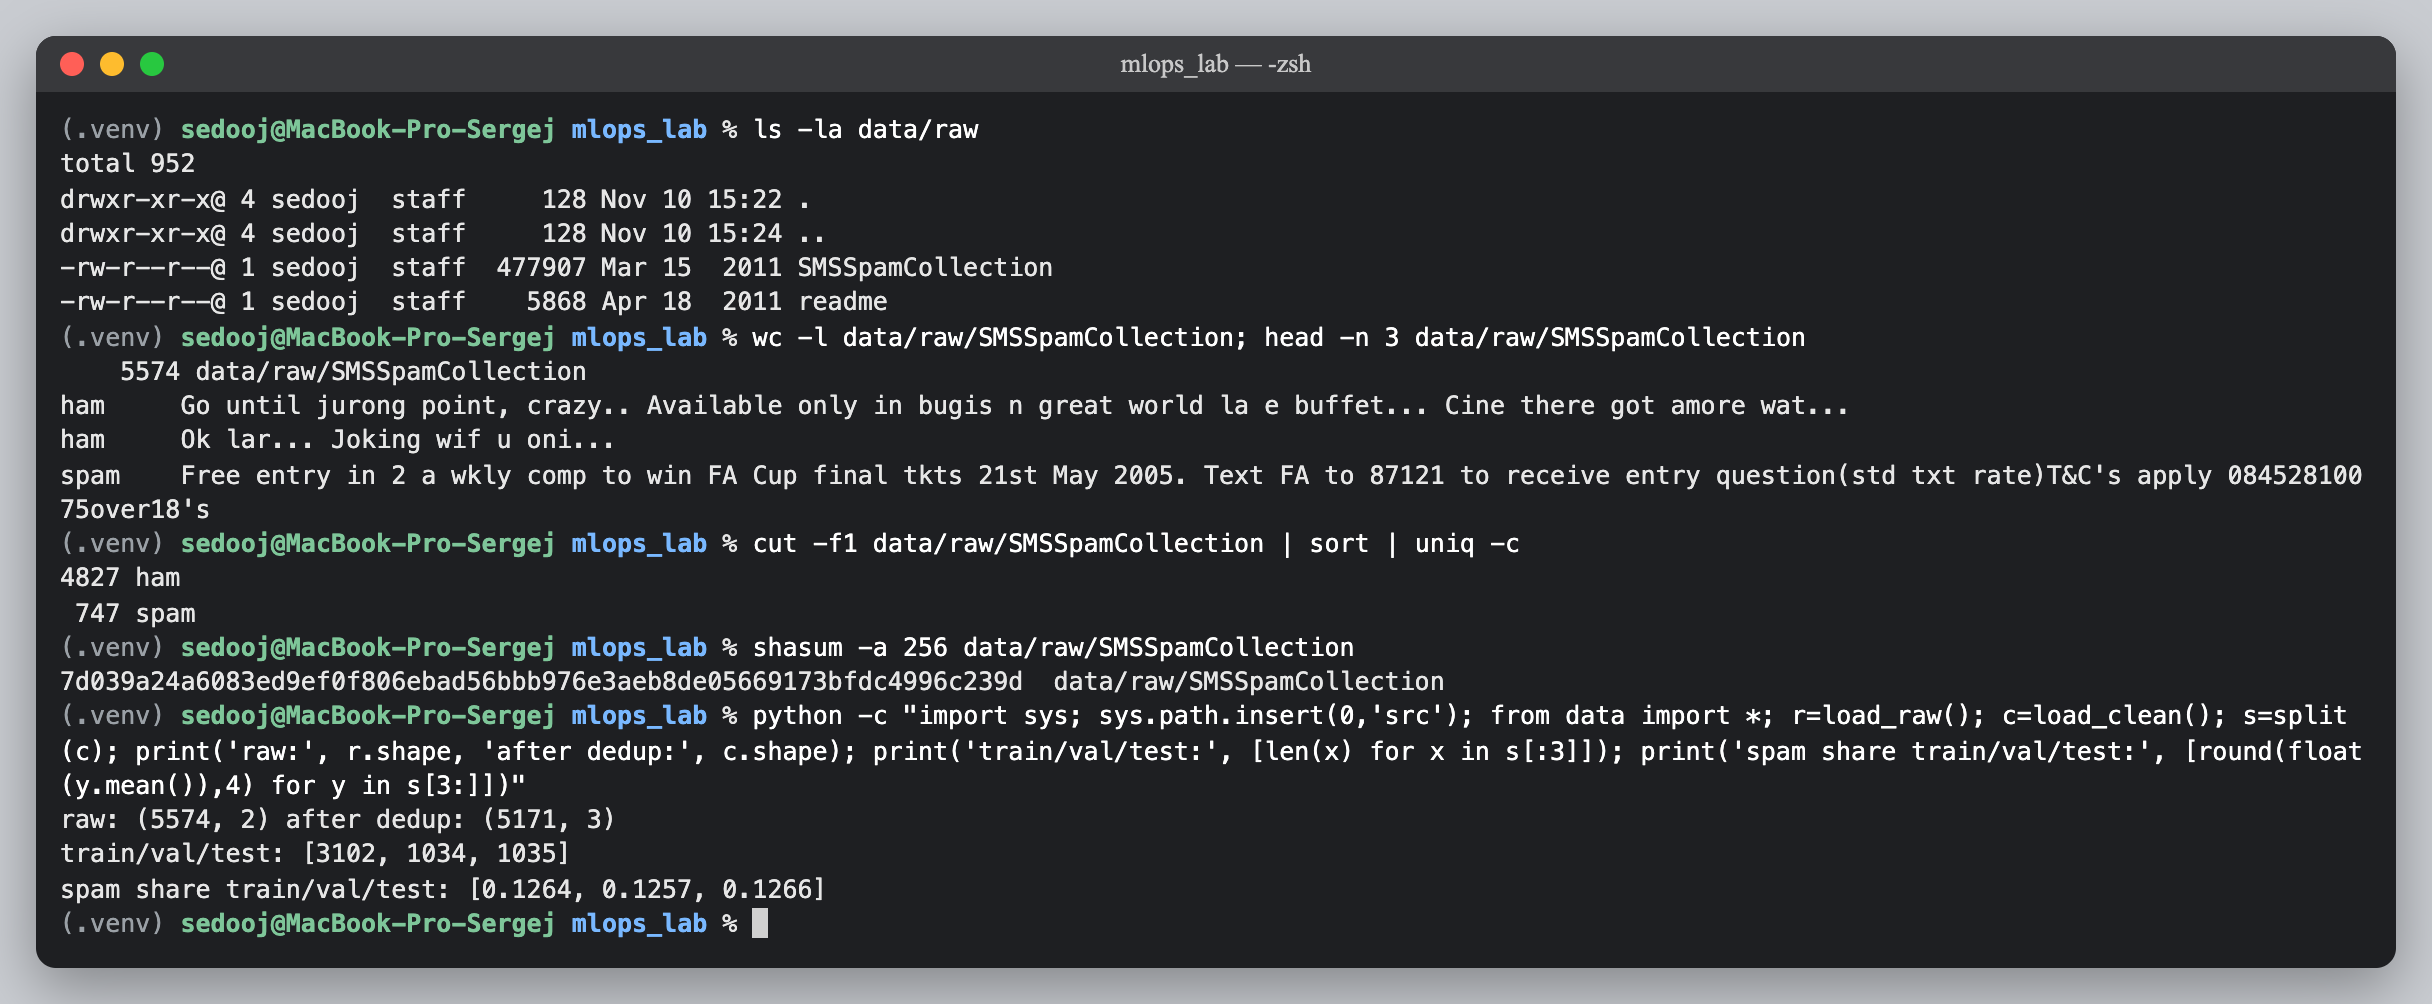 mlops_lab — -zsh
(.venv) sedooj@MacBook-Pro-Sergej mlops_lab % ls -la data/raw
total 952
drwxr-xr-x@ 4 sedooj  staff     128 Nov 10 15:22 .
drwxr-xr-x@ 4 sedooj  staff     128 Nov 10 15:24 ..
-rw-r--r--@ 1 sedooj  staff  477907 Mar 15  2011 SMSSpamCollection
-rw-r--r--@ 1 sedooj  staff    5868 Apr 18  2011 readme
(.venv) sedooj@MacBook-Pro-Sergej mlops_lab % wc -l data/raw/SMSSpamCollection; head -n 3 data/raw/SMSSpamCollection
    5574 data/raw/SMSSpamCollection
ham     Go until jurong point, crazy.. Available only in bugis n great world la e buffet... Cine there got amore wat...
ham     Ok lar... Joking wif u oni...
spam    Free entry in 2 a wkly comp to win FA Cup final tkts 21st May 2005. Text FA to 87121 to receive entry question(std txt rate)T&C's apply 084528100
75over18's
(.venv) sedooj@MacBook-Pro-Sergej mlops_lab % cut -f1 data/raw/SMSSpamCollection | sort | uniq -c
4827 ham
 747 spam
(.venv) sedooj@MacBook-Pro-Sergej mlops_lab % shasum -a 256 data/raw/SMSSpamCollection
7d039a24a6083ed9ef0f806ebad56bbb976e3aeb8de05669173bfdc4996c239d  data/raw/SMSSpamCollection
(.venv) sedooj@MacBook-Pro-Sergej mlops_lab % python -c "import sys; sys.path.insert(0,'src'); from data import *; r=load_raw(); c=load_clean(); s=split
(c); print('raw:', r.shape, 'after dedup:', c.shape); print('train/val/test:', [len(x) for x in s[:3]]); print('spam share train/val/test:', [round(float
(y.mean()),4) for y in s[3:]])"
raw: (5574, 2) after dedup: (5171, 3)
train/val/test: [3102, 1034, 1035]
spam share train/val/test: [0.1264, 0.1257, 0.1266]
(.venv) sedooj@MacBook-Pro-Sergej mlops_lab %